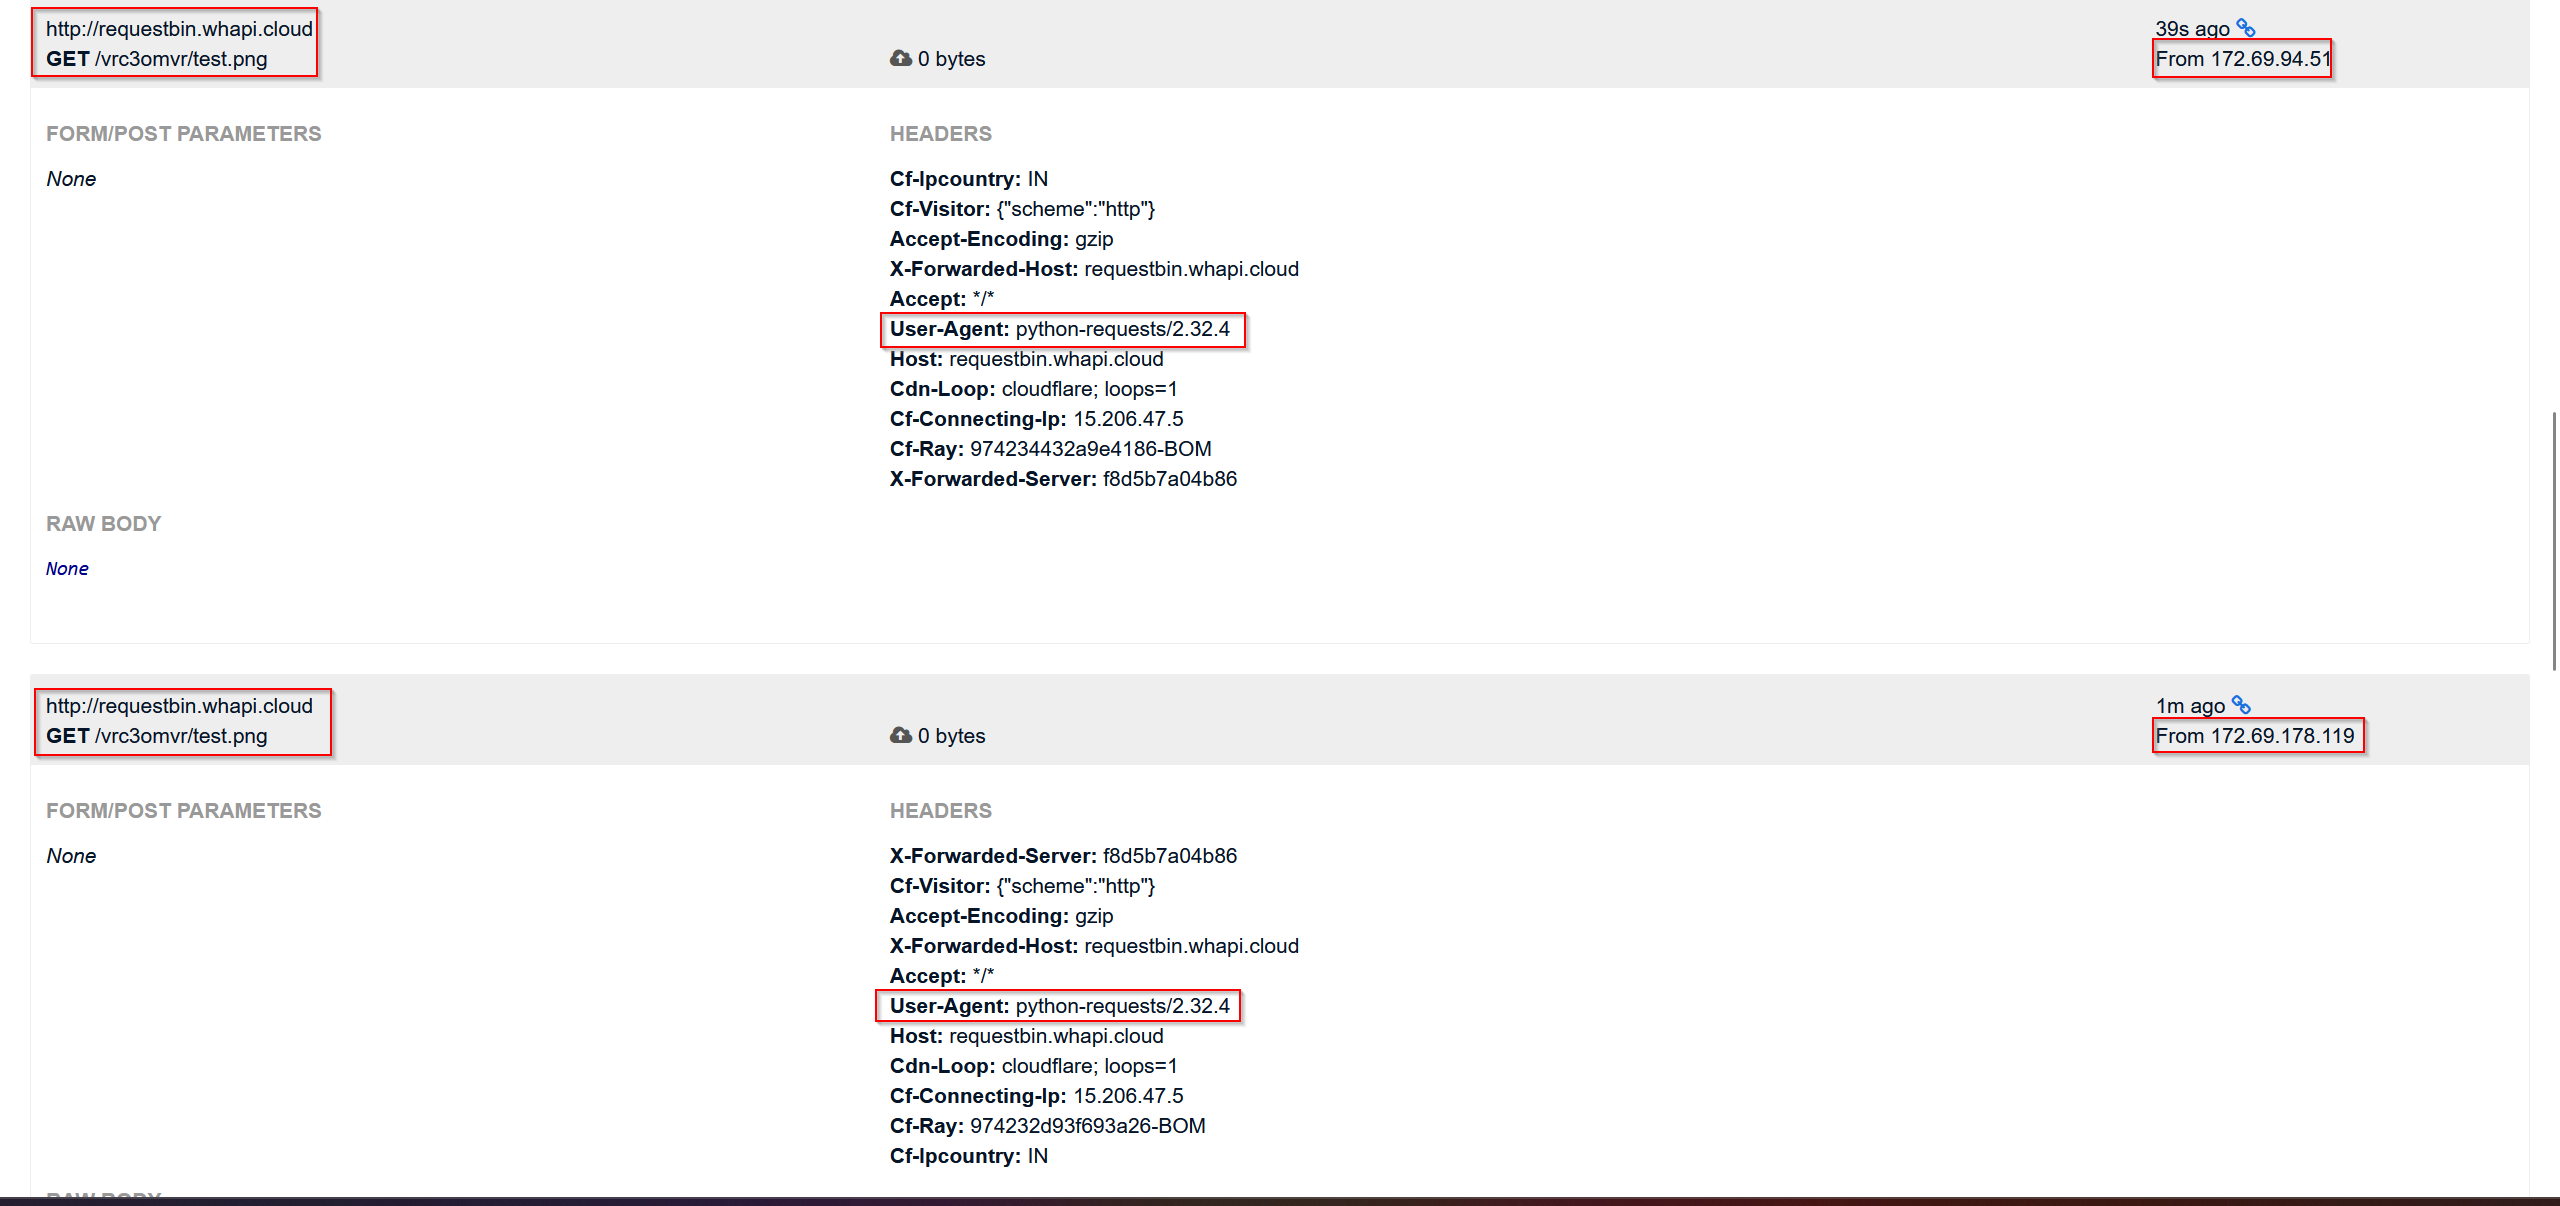 http://requestbin.whapi.cloud
GET /vrc3omvr/test.png
0 bytes
39s ago
From 172.69.94.51
FORM/POST PARAMETERS
None
HEADERS
Cf-Ipcountry: IN
Cf-Visitor: {"scheme":"http"}
Accept-Encoding: gzip
X-Forwarded-Host: requestbin.whapi.cloud
Accept: */*
User-Agent: python-requests/2.32.4
Host: requestbin.whapi.cloud
Cdn-Loop: cloudflare; loops=1
Cf-Connecting-Ip: 15.206.47.5
Cf-Ray: 974234432a9e4186-BOM
X-Forwarded-Server: f8d5b7a04b86
RAW BODY
None
http://requestbin.whapi.cloud
GET /vrc3omvr/test.png
0 bytes
1m ago
From 172.69.178.119
FORM/POST PARAMETERS
None
HEADERS
X-Forwarded-Server: f8d5b7a04b86
Cf-Visitor: {"scheme":"http"}
Accept-Encoding: gzip
X-Forwarded-Host: requestbin.whapi.cloud
Accept: */*
User-Agent: python-requests/2.32.4
Host: requestbin.whapi.cloud
Cdn-Loop: cloudflare; loops=1
Cf-Connecting-Ip: 15.206.47.5
Cf-Ray: 974232d93f693a26-BOM
Cf-Ipcountry: IN
RAW BODY